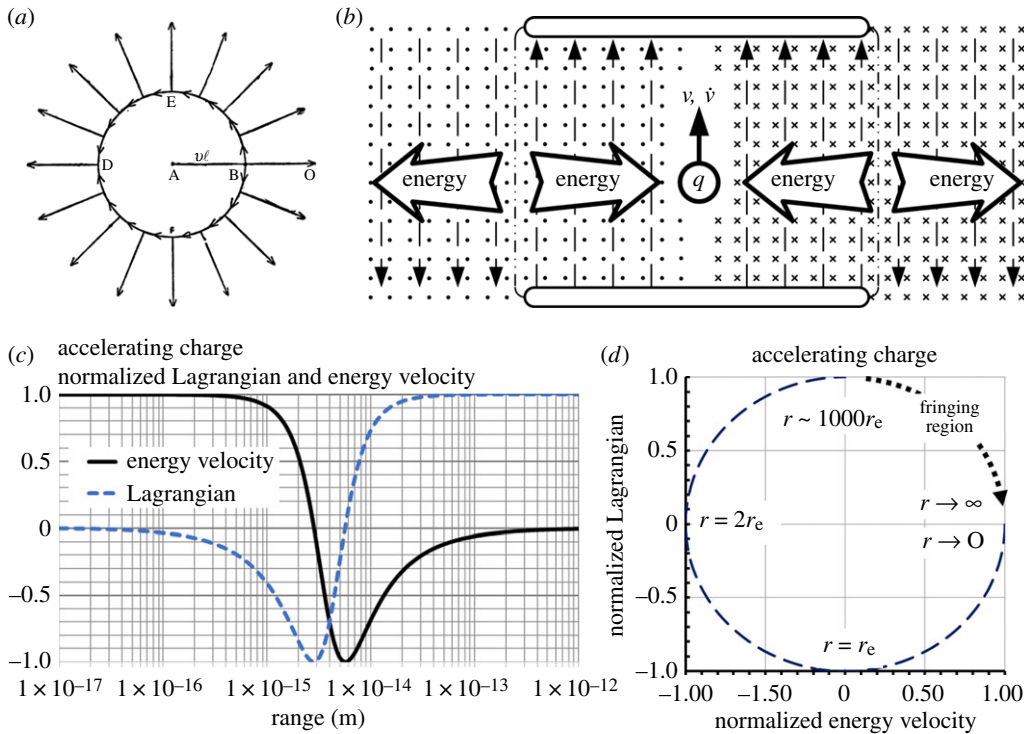 (a)
E
D
A
vℓ
B
O
F
(b)
v, v̇
energy
energy
q
energy
energy
(c)
accelerating charge
normalized Lagrangian and energy velocity
1.0
0.5
0
−0.5
−1.0
energy velocity
Lagrangian
1 × 10⁻¹⁷
1 × 10⁻¹⁶
1 × 10⁻¹⁵
1 × 10⁻¹⁴
1 × 10⁻¹³
1 × 10⁻¹²
range (m)
(d)
accelerating charge
normalized Lagrangian
1.0
0.5
0
−0.5
−1.0
fringing
region
r ~ 1000rₑ
r → ∞
r = 2rₑ
r → O
r = rₑ
−1.00
−1.50
0
0.50
1.00
normalized energy velocity